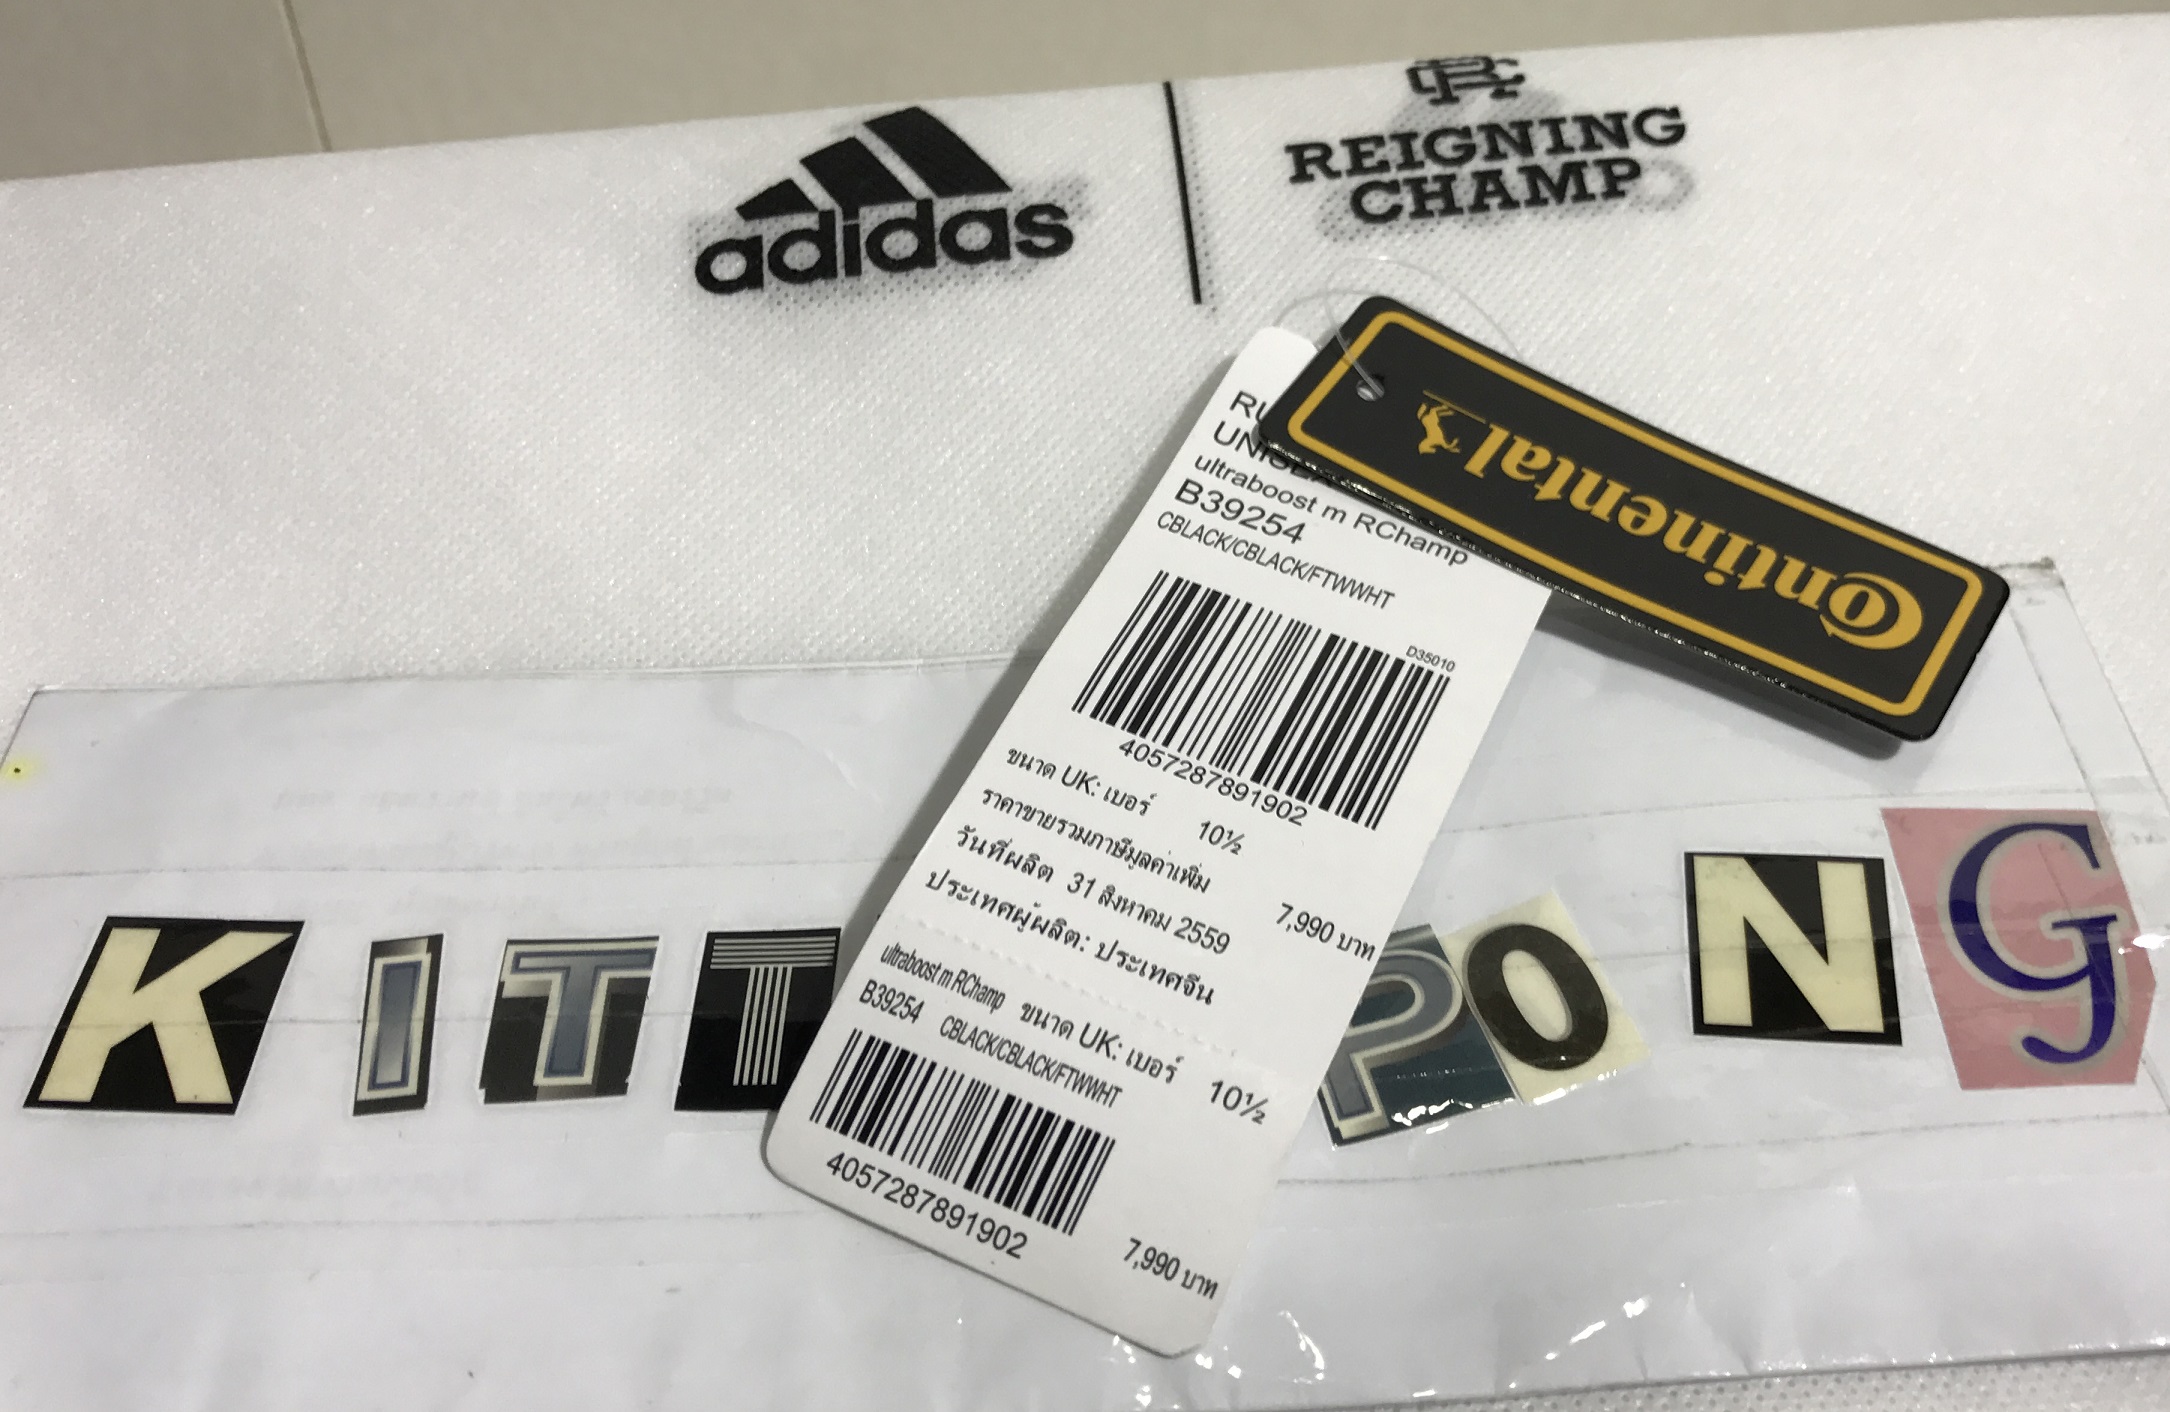 adidas
REIGNING
CHAMP
Continental
ultraboost m RChamp
B39254
CBLACK/CBLACK/FTWWHT
D35010
4057287891902
ขนาด UK: เบอร์ 10½
ราคาขายรวมภาษีมูลค่าเพิ่ม 7,990 บาท
วันที่ผลิต 31 สิงหาคม 2559
ประเทศผู้ผลิต: ประเทศจีน
ultraboost m RChamp ขนาด UK: เบอร์ 10½
B39254 CBLACK/CBLACK/FTWWHT
4057287891902
7,990 บาท
KITT PONG